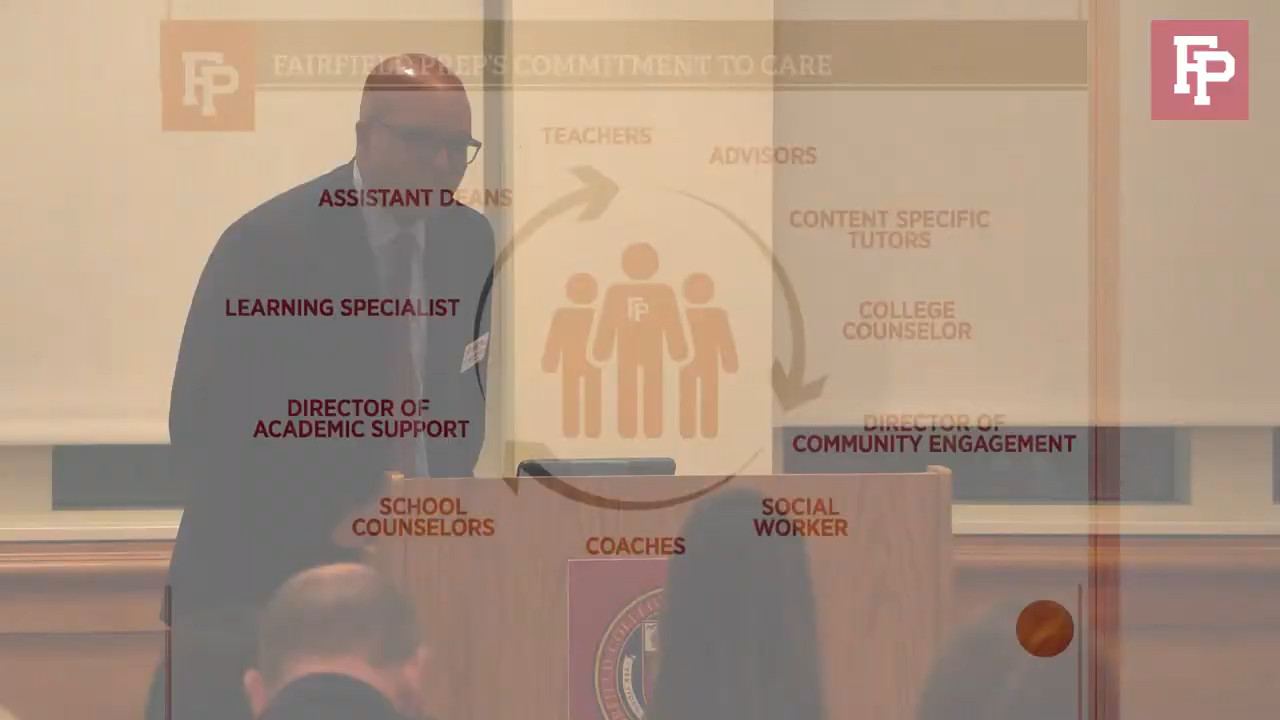 FP
FP
FAIRFIELD PREP'S COMMITMENT TO CARE
TEACHERS
ADVISORS
ASSISTANT DEANS
CONTENT SPECIFIC
TUTORS
FP
LEARNING SPECIALIST
COLLEGE
COUNSELOR
DIRECTOR OF
ACADEMIC SUPPORT
DIRECTOR OF
COMMUNITY ENGAGEMENT
SCHOOL
COUNSELORS
SOCIAL
WORKER
COACHES